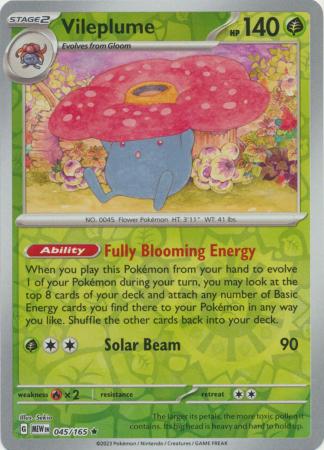 STAGE2 Vileplume HP 140
Evolves from Gloom
NO. 0045 Flower Pokémon HT: 3'11" WT: 41 lbs.
Ability Fully Blooming Energy
When you play this Pokémon from your hand to evolve 1
of your Pokémon during your turn, you may look at the
top 8 cards of your deck and attach any number of Basic
Energy cards you find there to your Pokémon in any way
you like. Shuffle the other cards back into your deck.
Solar Beam 90
weakness ×2 resistance retreat
Illus. Sekio
G MEW EN 045/165
The larger its petals, the more toxic pollen it
contains. Its big head is heavy and hard to hold up.
©2023 Pokémon / Nintendo / Creatures / GAME FREAK